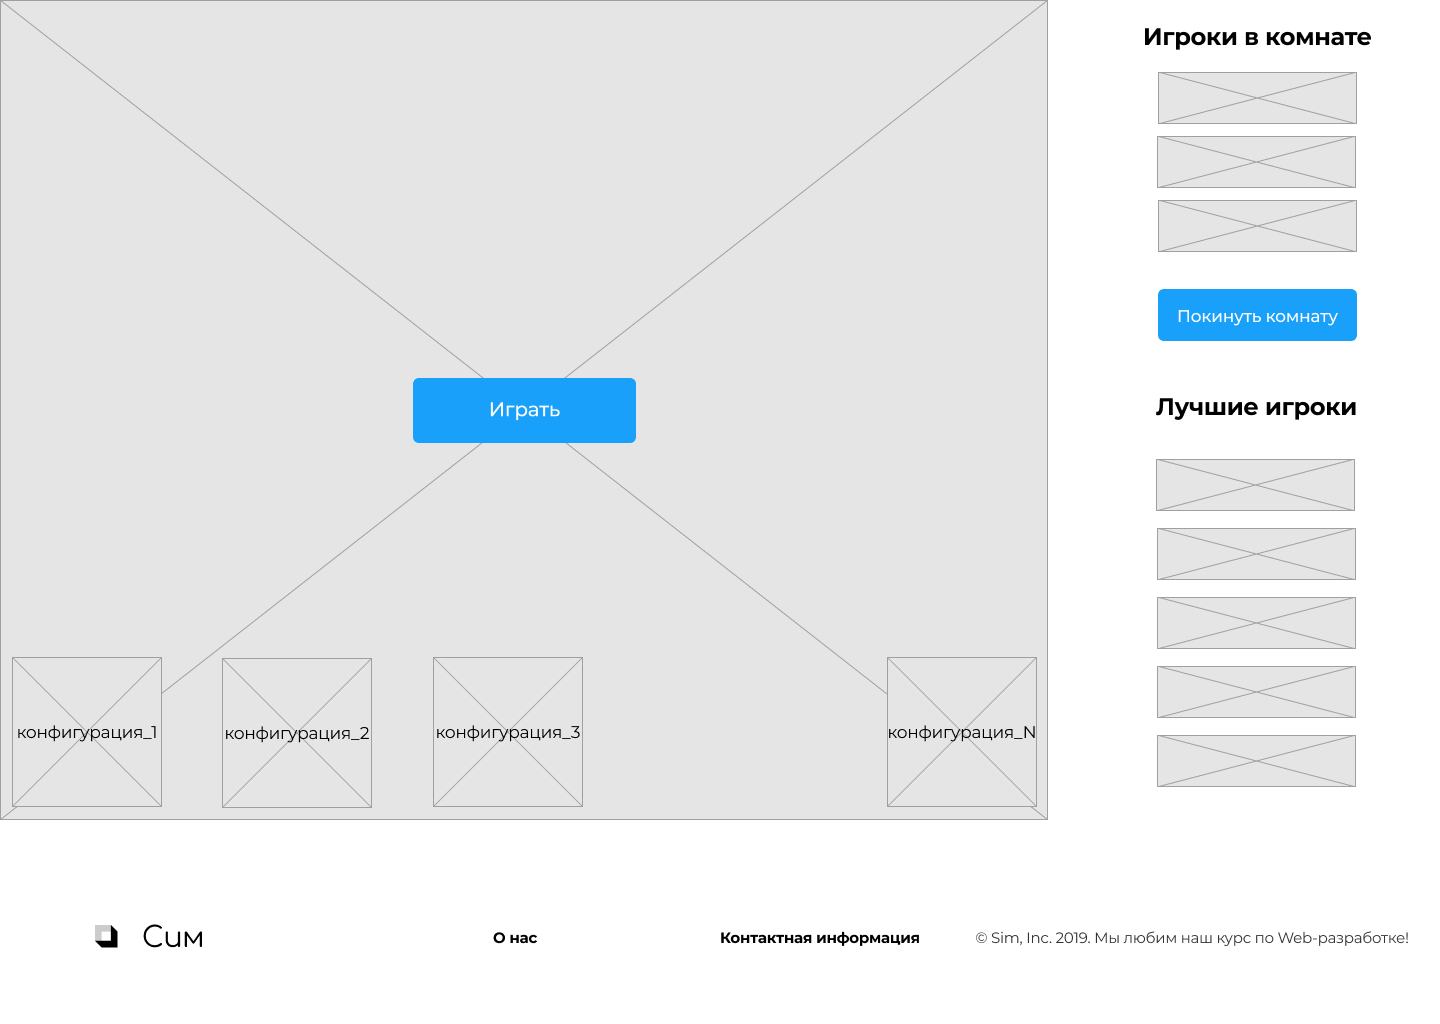 Играть
конфигурация_1
конфигурация_2
конфигурация_3
конфигурация_N
Игроки в комнате
Покинуть комнату
Лучшие игроки
Сим
О нас
Контактная информация
© Sim, Inc. 2019. Мы любим наш курс по Web-разработке!